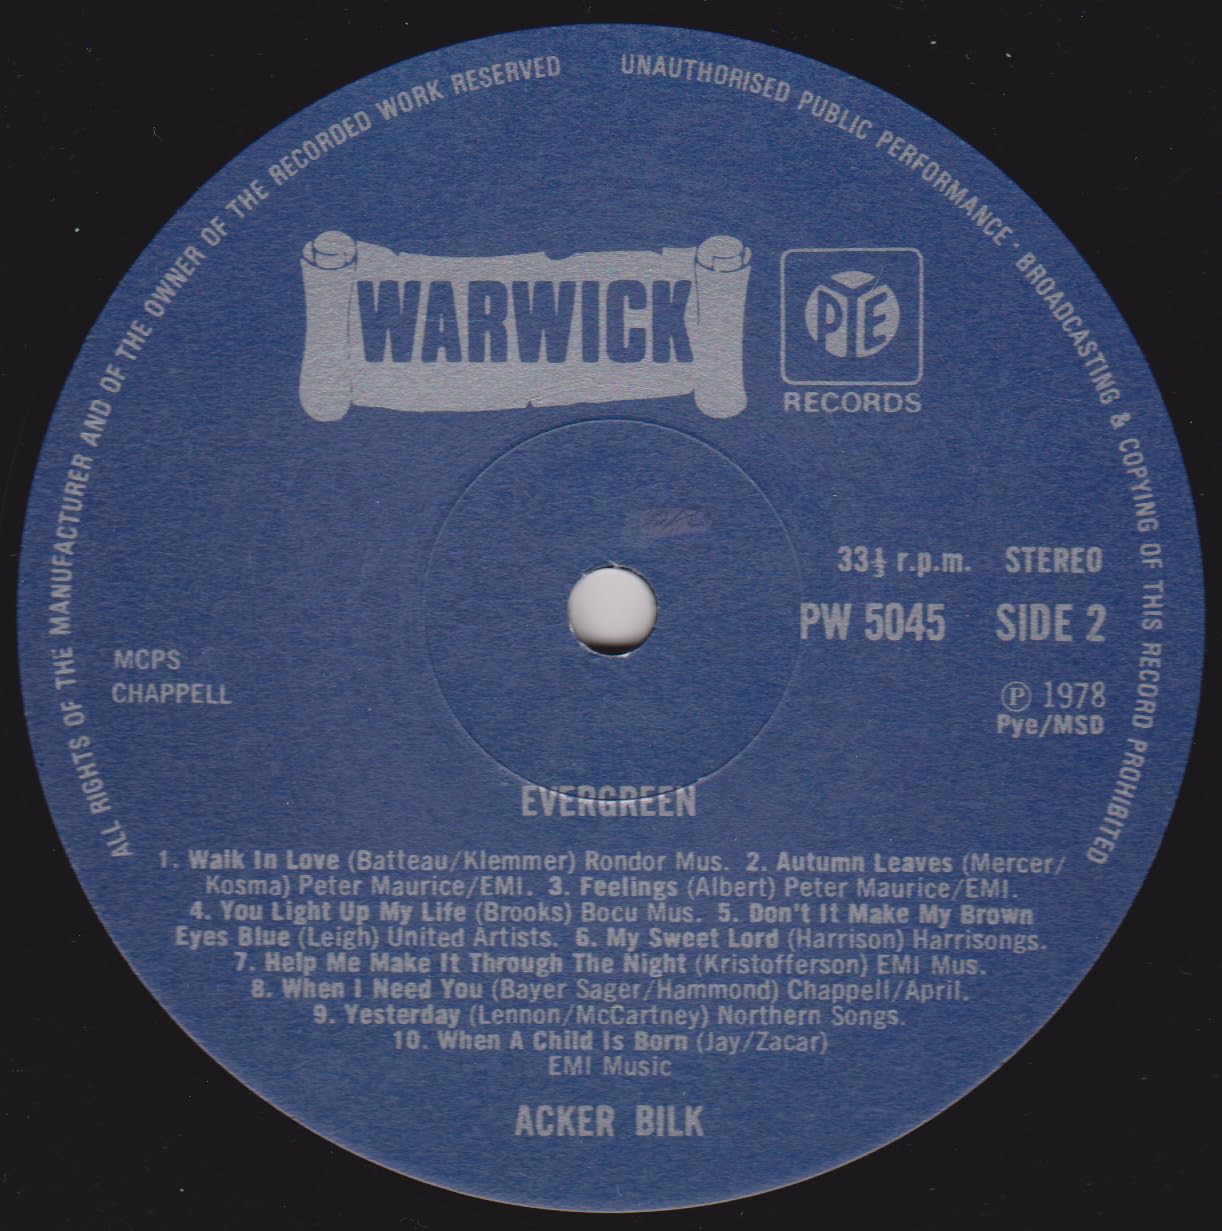 ALL RIGHTS OF THE MANUFACTURER AND OF THE OWNER OF THE RECORDED WORK RESERVED
UNAUTHORISED PUBLIC PERFORMANCE · BROADCASTING & COPYING OF THIS RECORD PROHIBITED
WARWICK
PYE
RECORDS
33⅓ r.p.m. STEREO
PW 5045 SIDE 2
MCPS
CHAPPELL
℗ 1978
Pye/MSD
EVERGREEN
1. Walk In Love (Batteau/Klemmer) Rondor Mus. 2. Autumn Leaves (Mercer/
Kosma) Peter Maurice/EMI. 3. Feelings (Albert) Peter Maurice/EMI.
4. You Light Up My Life (Brooks) Bocu Mus. 5. Don't It Make My Brown
Eyes Blue (Leigh) United Artists. 6. My Sweet Lord (Harrison) Harrisongs.
7. Help Me Make It Through The Night (Kristofferson) EMI Mus.
8. When I Need You (Bayer Sager/Hammond) Chappell/April.
9. Yesterday (Lennon/McCartney) Northern Songs.
10. When A Child Is Born (Jay/Zacar)
EMI Music
ACKER BILK